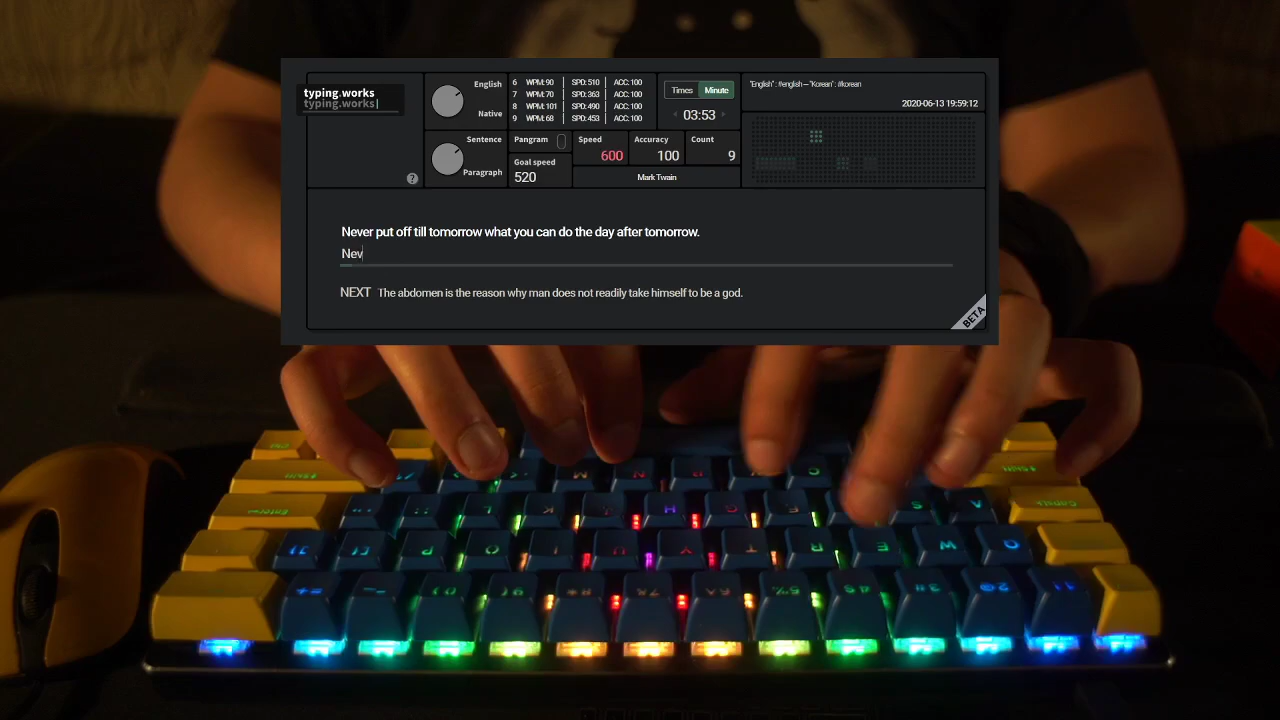 typing.works
typing.works
English
Native
Sentence
Paragraph
6 WPM: 90 | SPD: 510 | ACC: 100
7 WPM: 70 | SPD: 363 | ACC: 100
8 WPM: 101 | SPD: 490 | ACC: 100
9 WPM: 68 | SPD: 453 | ACC: 100
Pangram
Goal speed
520
Times Minute
03:53
Speed
600
Accuracy
100
Count
9
Mark Twain
"English" : #english -- "Korean" : #korean
2020-06-13 19:59:12
?
Never put off till tomorrow what you can do the day after tomorrow.
Nev
NEXT The abdomen is the reason why man does not readily take himself to be a god.
BETA
M N B C
Enter L K H G S A Caps
P O I U Y T R E W Q